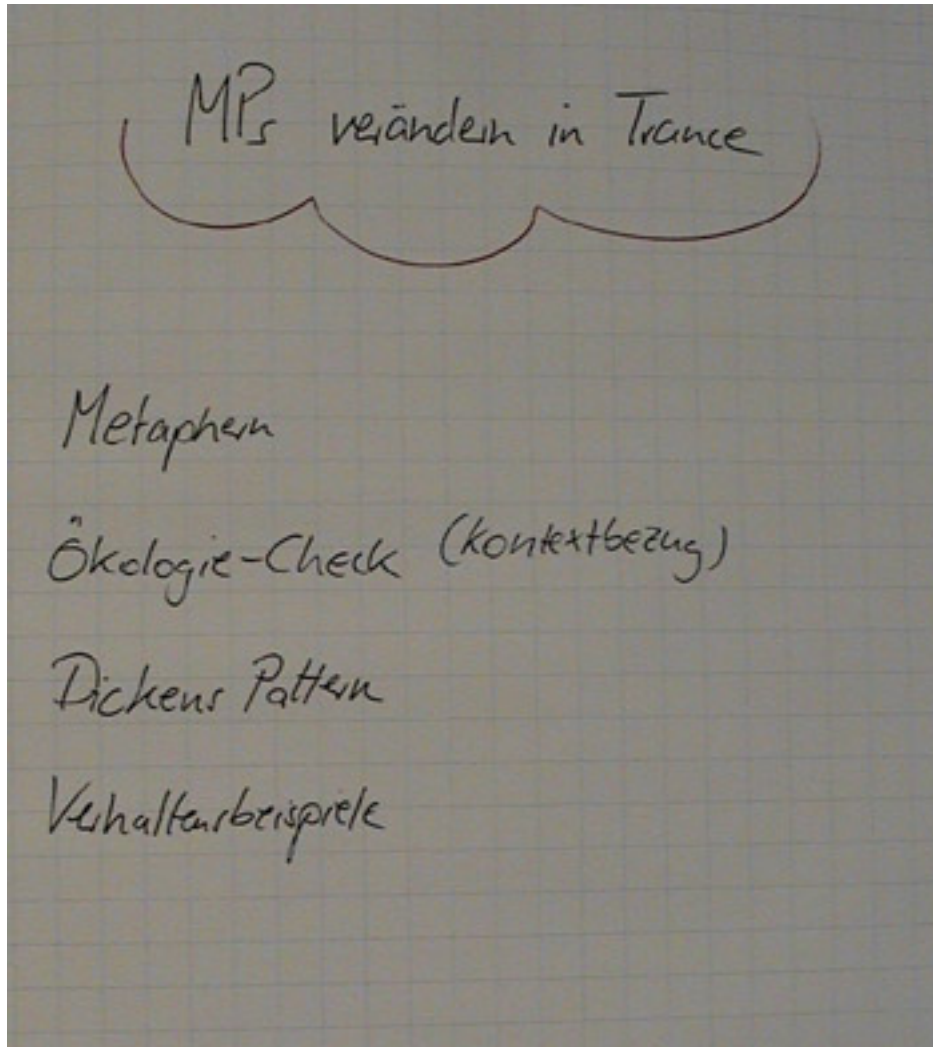 MPs verändern in Trance
Metaphern
Ökologie-Check (Kontextbezug)
Dickens Pattern
Verhaltensbeispiele